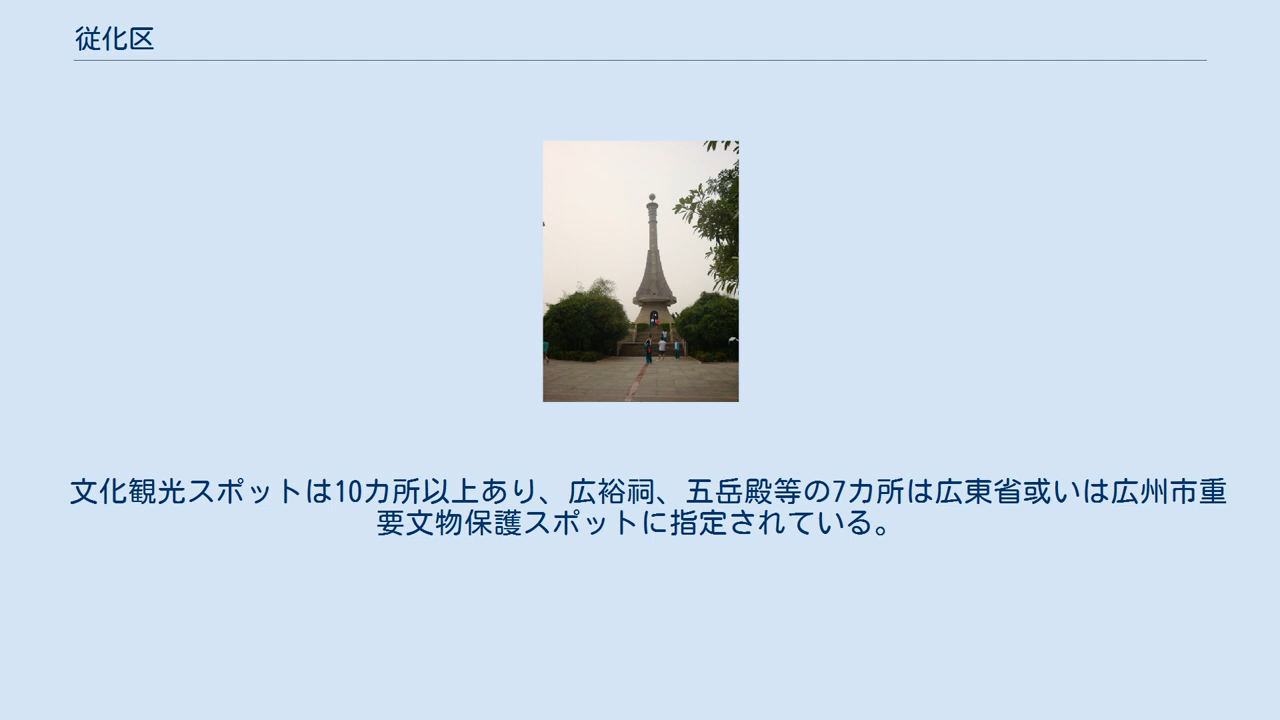 従化区
文化観光スポットは10カ所以上あり、広裕祠、五岳殿等の7カ所は広東省或いは広州市重
要文物保護スポットに指定されている。